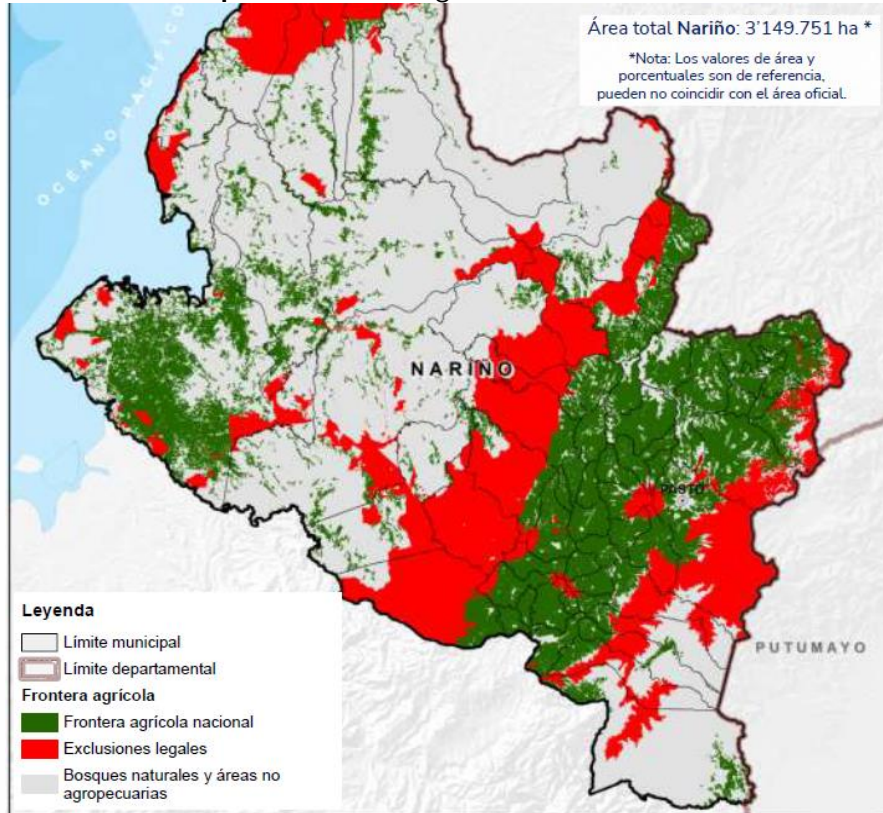 Área total Nariño: 3'149.751 ha *
*Nota: Los valores de área y
porcentuales son de referencia,
pueden no coincidir con el área oficial.
OCEANO PACÍFICO
NARIÑO
PASTO
PUTUMAYO
Leyenda
Límite municipal
Límite departamental
Frontera agrícola
Frontera agrícola nacional
Exclusiones legales
Bosques naturales y áreas no
agropecuarias